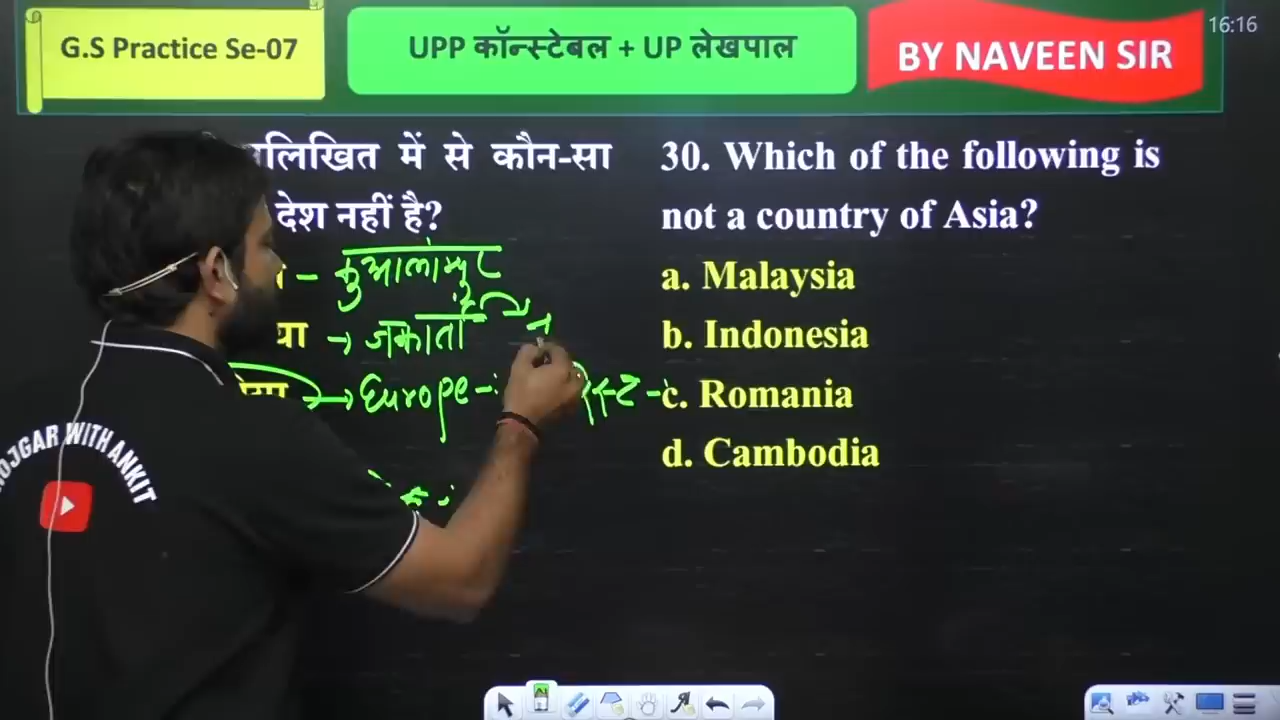 G.S Practice Se-07
UPP कॉन्स्टेबल + UP लेखपाल
BY NAVEEN SIR
16:16
में से कौन-सा
देश नहीं है?
– कुआलालम्पुर
या → जकार्ता
→ Europe -
30. Which of the following is
not a country of Asia?
a. Malaysia
b. Indonesia
c. Romania
d. Cambodia
WITH ANKIT